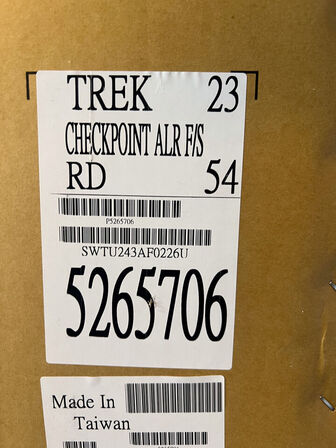 TREK 23
CHECKPOINT ALR F/S
RD 54
P5265706
SWTU243AF0226U
5265706
Made In
Taiwan